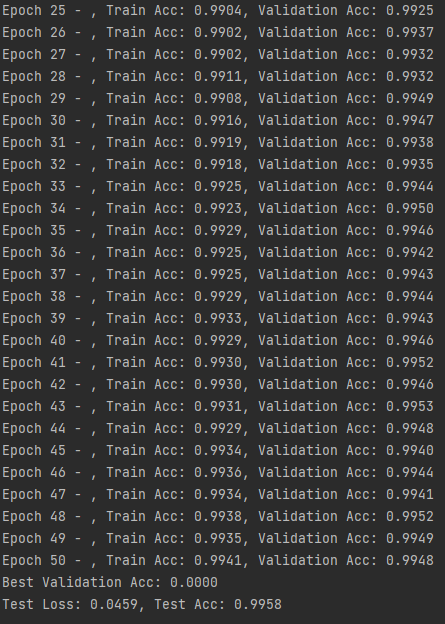 Epoch 25 - , Train Acc: 0.9904, Validation Acc: 0.9925
Epoch 26 - , Train Acc: 0.9902, Validation Acc: 0.9937
Epoch 27 - , Train Acc: 0.9902, Validation Acc: 0.9932
Epoch 28 - , Train Acc: 0.9911, Validation Acc: 0.9932
Epoch 29 - , Train Acc: 0.9908, Validation Acc: 0.9949
Epoch 30 - , Train Acc: 0.9916, Validation Acc: 0.9947
Epoch 31 - , Train Acc: 0.9919, Validation Acc: 0.9938
Epoch 32 - , Train Acc: 0.9918, Validation Acc: 0.9935
Epoch 33 - , Train Acc: 0.9925, Validation Acc: 0.9944
Epoch 34 - , Train Acc: 0.9923, Validation Acc: 0.9950
Epoch 35 - , Train Acc: 0.9929, Validation Acc: 0.9946
Epoch 36 - , Train Acc: 0.9925, Validation Acc: 0.9942
Epoch 37 - , Train Acc: 0.9925, Validation Acc: 0.9943
Epoch 38 - , Train Acc: 0.9929, Validation Acc: 0.9944
Epoch 39 - , Train Acc: 0.9933, Validation Acc: 0.9943
Epoch 40 - , Train Acc: 0.9929, Validation Acc: 0.9946
Epoch 41 - , Train Acc: 0.9930, Validation Acc: 0.9952
Epoch 42 - , Train Acc: 0.9930, Validation Acc: 0.9946
Epoch 43 - , Train Acc: 0.9931, Validation Acc: 0.9953
Epoch 44 - , Train Acc: 0.9929, Validation Acc: 0.9948
Epoch 45 - , Train Acc: 0.9934, Validation Acc: 0.9940
Epoch 46 - , Train Acc: 0.9936, Validation Acc: 0.9944
Epoch 47 - , Train Acc: 0.9934, Validation Acc: 0.9941
Epoch 48 - , Train Acc: 0.9938, Validation Acc: 0.9952
Epoch 49 - , Train Acc: 0.9935, Validation Acc: 0.9949
Epoch 50 - , Train Acc: 0.9941, Validation Acc: 0.9948
Best Validation Acc: 0.0000
Test Loss: 0.0459, Test Acc: 0.9958